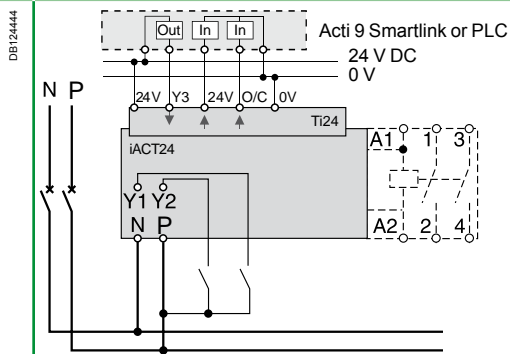 DB124444
Out In In Acti 9 Smartlink or PLC
24 V DC
0 V
N P
24V Y3 24V O/C 0V
Ti24
iACT24
A1 1 3
Y1 Y2
N P
A2 2 4